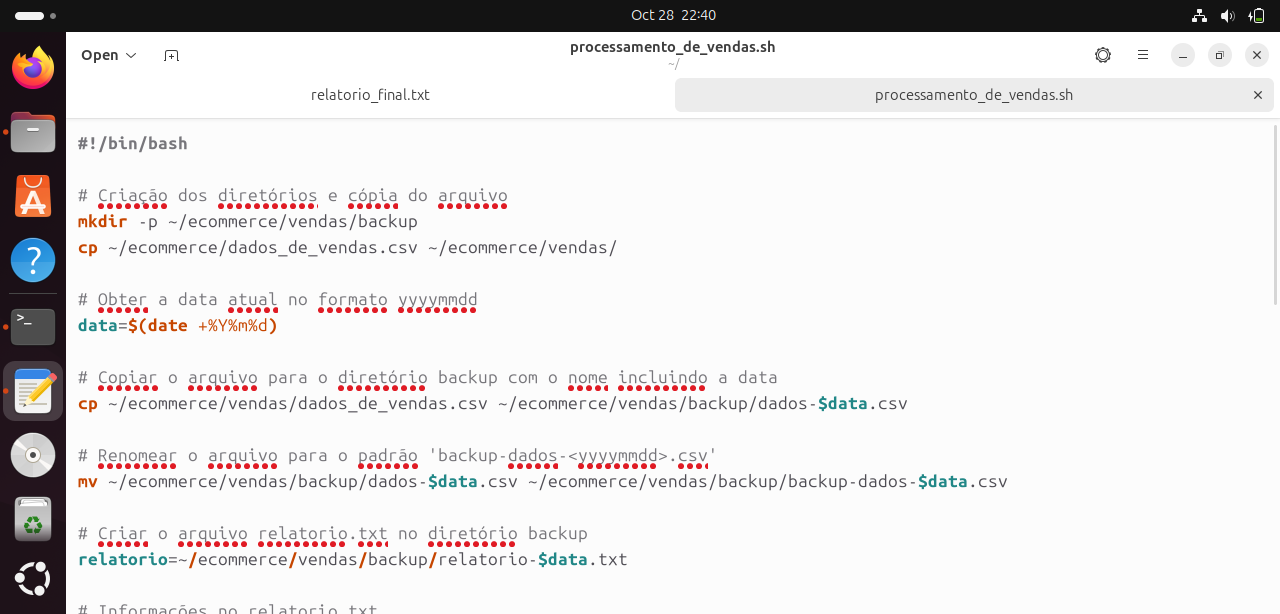 Oct 28 22:40
Open
processamento_de_vendas.sh
~/
relatorio_final.txt
processamento_de_vendas.sh
#!/bin/bash
# Criação dos diretórios e cópia do arquivo
mkdir -p ~/ecommerce/vendas/backup
cp ~/ecommerce/dados_de_vendas.csv ~/ecommerce/vendas/
# Obter a data atual no formato yyyymmdd
data=$(date +%Y%m%d)
# Copiar o arquivo para o diretório backup com o nome incluindo a data
cp ~/ecommerce/vendas/dados_de_vendas.csv ~/ecommerce/vendas/backup/dados-$data.csv
# Renomear o arquivo para o padrão 'backup-dados-<yyyymmdd>.csv'
mv ~/ecommerce/vendas/backup/dados-$data.csv ~/ecommerce/vendas/backup/backup-dados-$data.csv
# Criar o arquivo relatorio.txt no diretório backup
relatorio=~/ecommerce/vendas/backup/relatorio-$data.txt
# Informações no relatorio.txt